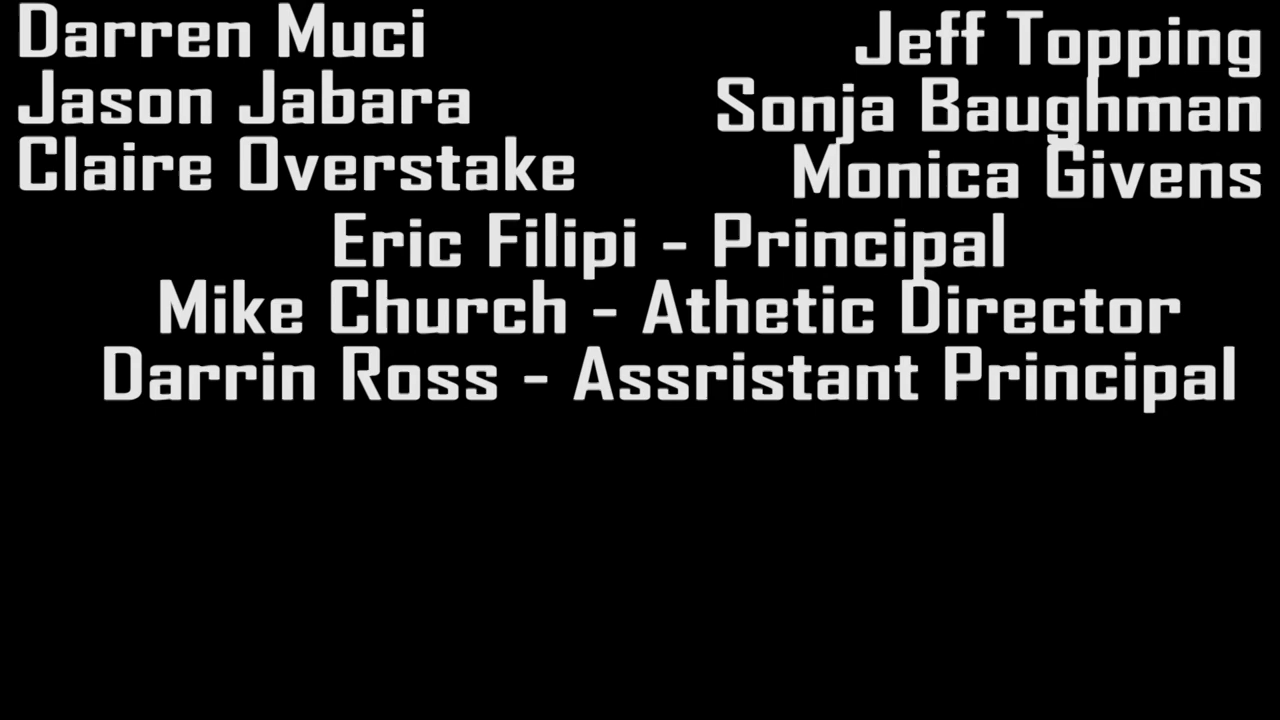 Darren Muci
Jeff Topping
Jason Jabara
Sonja Baughman
Claire Overstake
Monica Givens
Eric Filipi - Principal
Mike Church - Athetic Director
Darrin Ross - Assristant Principal